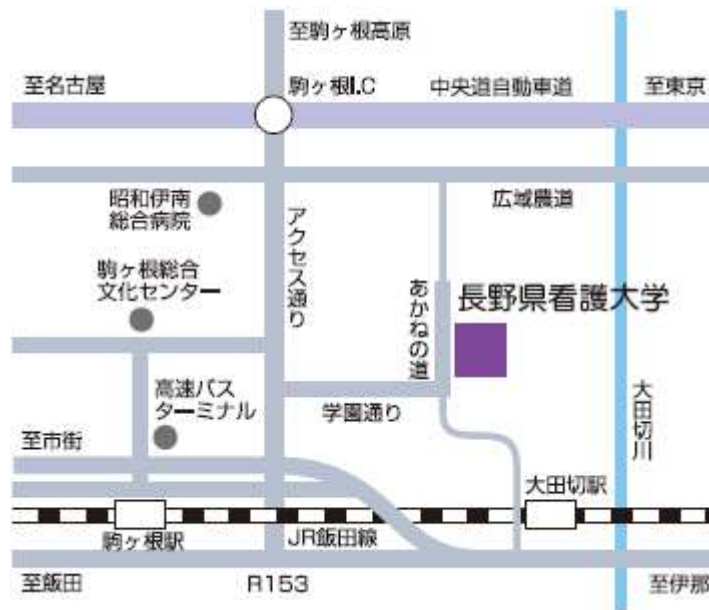 至駒ヶ根高原
至名古屋
駒ヶ根I.C
中央道自動車道
至東京
昭和伊南
総合病院
広域農道
アクセス通り
駒ヶ根総合
文化センター
あかねの道
長野県看護大学
高速バス
ターミナル
学園通り
大田切川
至市街
大田切駅
駒ヶ根駅
JR飯田線
至飯田
R153
至伊那